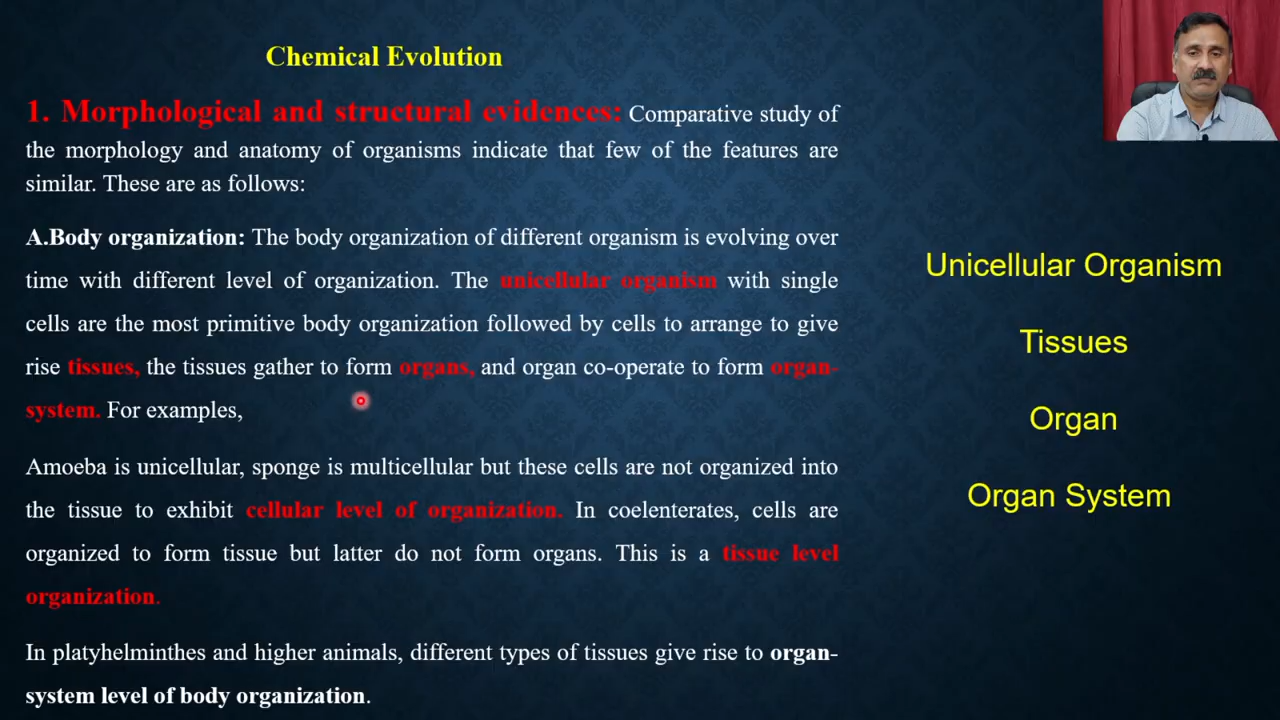 Chemical Evolution
1. Morphological and structural evidences: Comparative study of
the morphology and anatomy of organisms indicate that few of the features are
similar. These are as follows:
A.Body organization: The body organization of different organism is evolving over
time with different level of organization. The unicellular organism with single
cells are the most primitive body organization followed by cells to arrange to give
rise tissues, the tissues gather to form organs, and organ co-operate to form organ-
system. For examples,
Amoeba is unicellular, sponge is multicellular but these cells are not organized into
the tissue to exhibit cellular level of organization. In coelenterates, cells are
organized to form tissue but latter do not form organs. This is a tissue level
organization.
In platyhelminthes and higher animals, different types of tissues give rise to organ-
system level of body organization.
Unicellular Organism
Tissues
Organ
Organ System